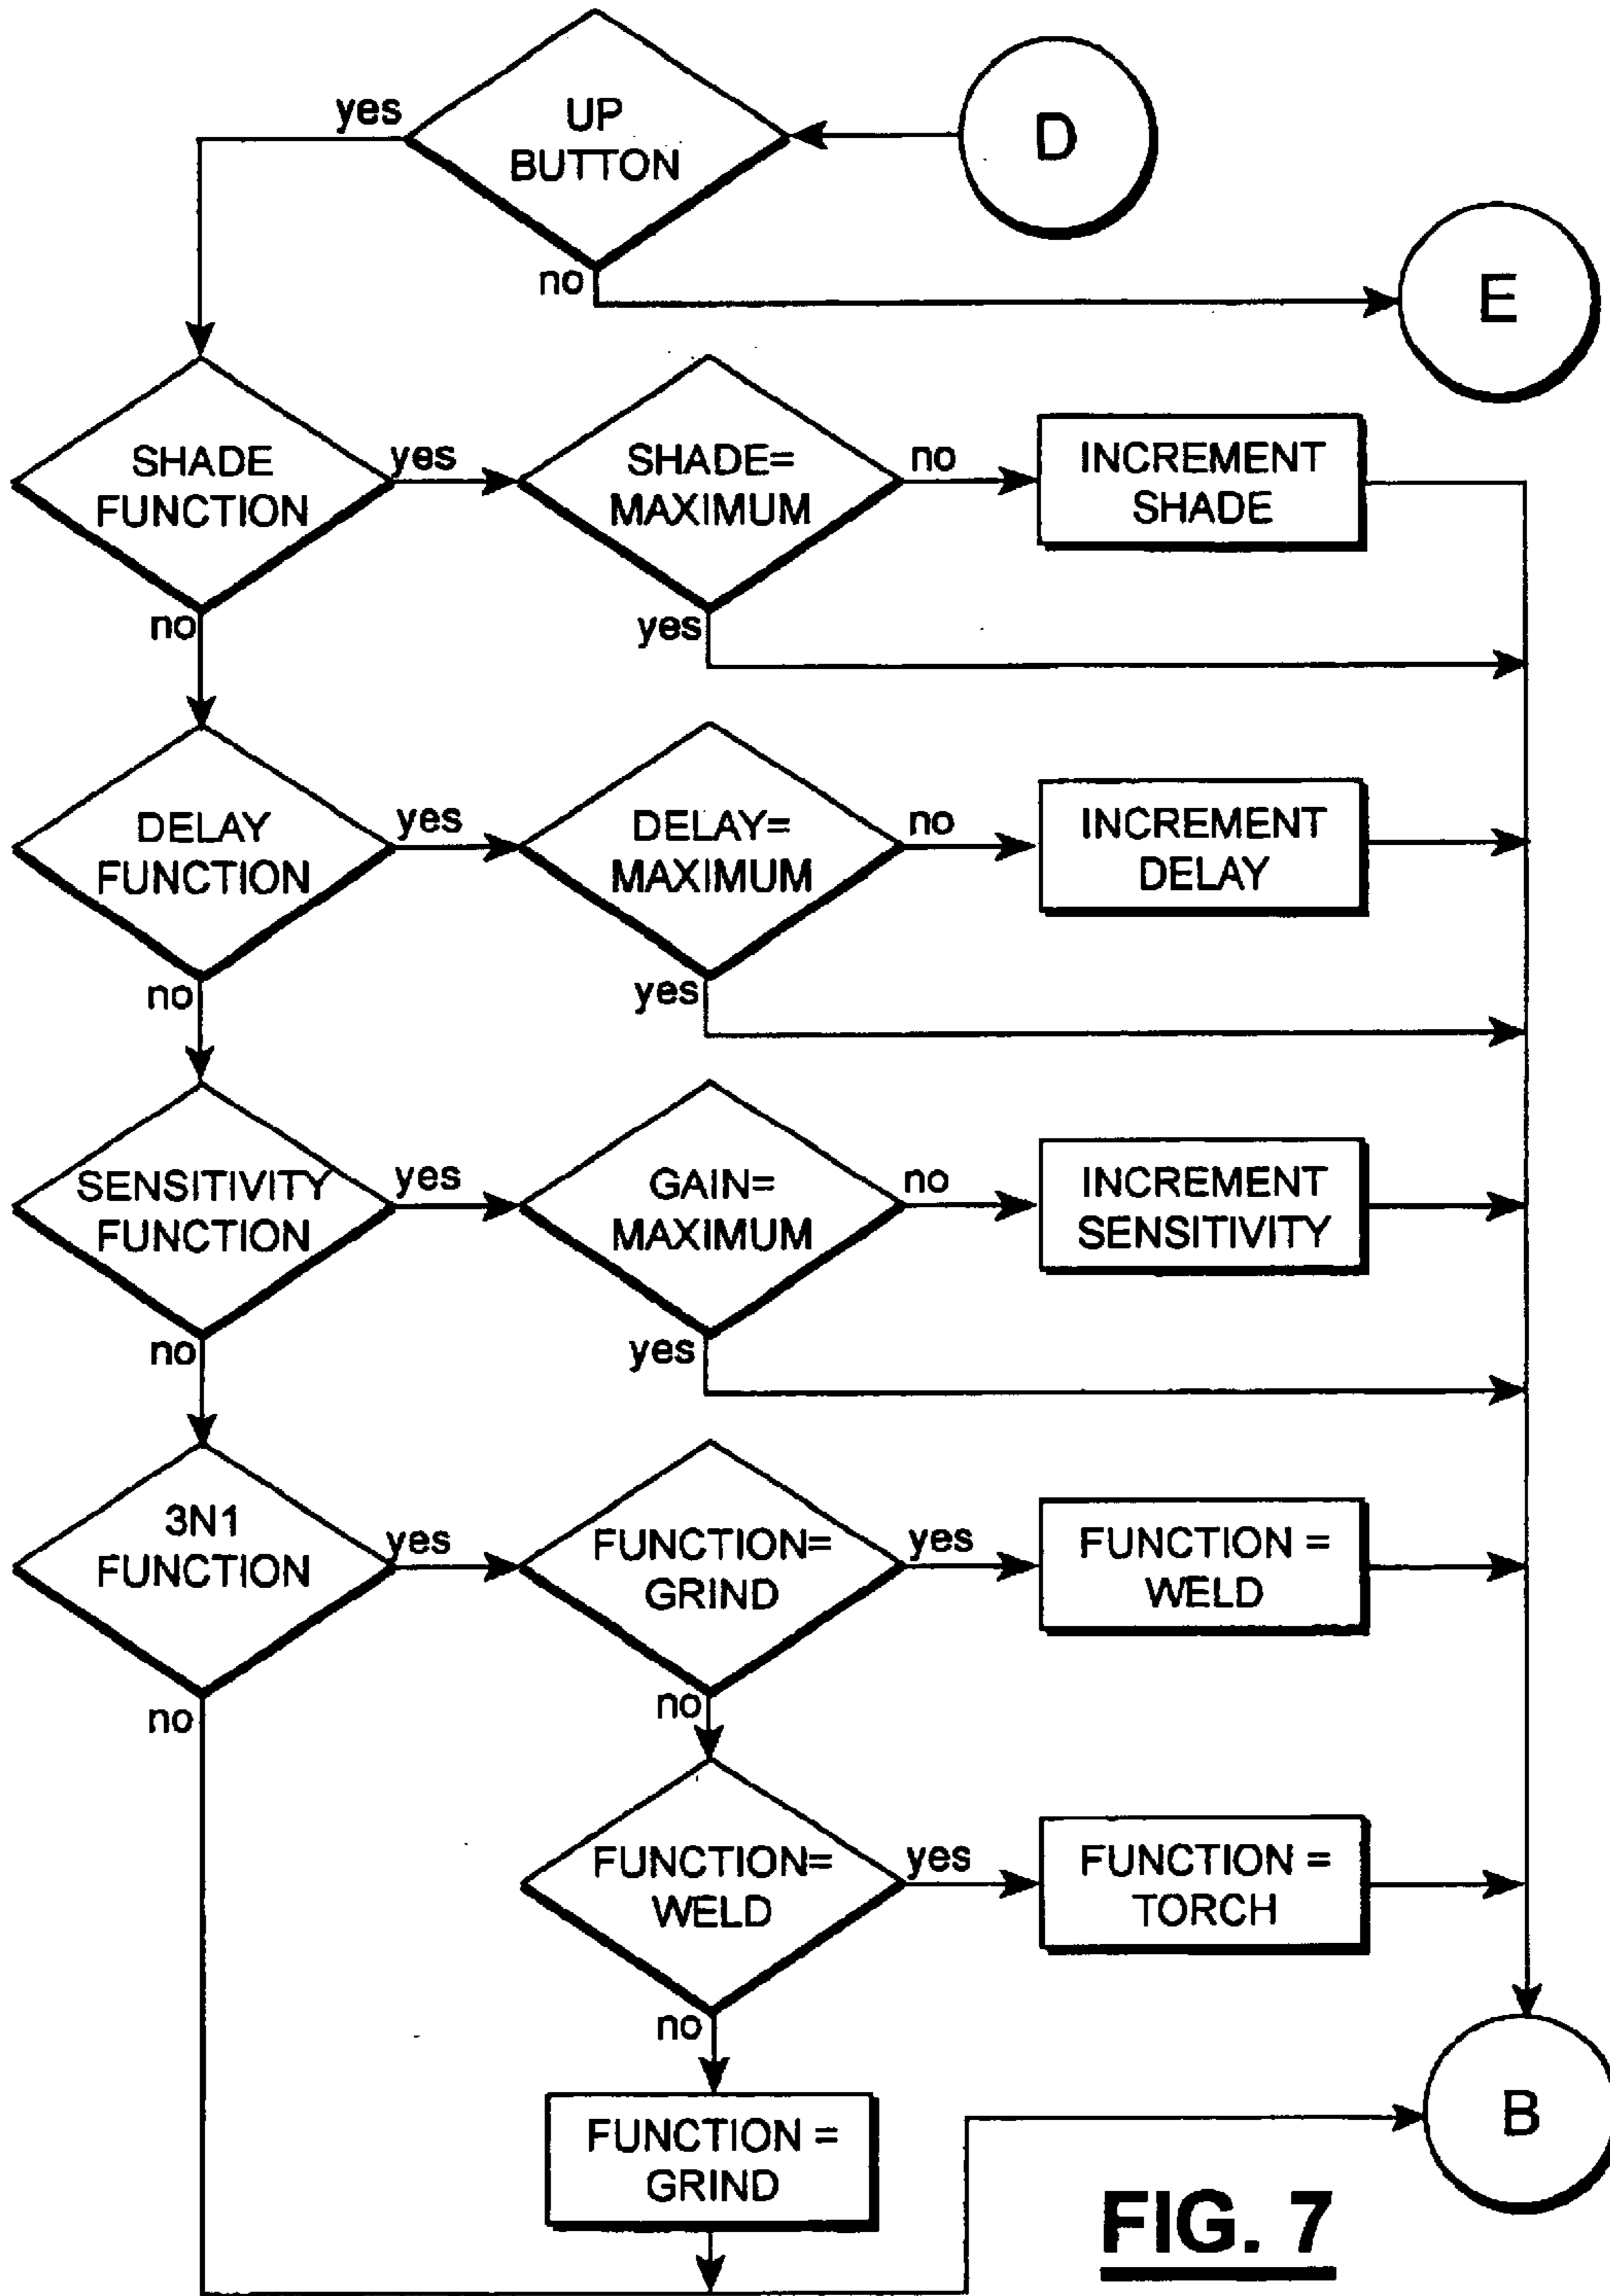 UP
BUTTON
yes
no
D
E
SHADE
FUNCTION
yes
no
SHADE=
MAXIMUM
no
yes
INCREMENT
SHADE
DELAY
FUNCTION
yes
no
DELAY=
MAXIMUM
no
yes
INCREMENT
DELAY
SENSITIVITY
FUNCTION
yes
no
GAIN=
MAXIMUM
no
yes
INCREMENT
SENSITIVITY
3N1
FUNCTION
yes
no
FUNCTION=
GRIND
yes
no
FUNCTION =
WELD
FUNCTION=
WELD
yes
no
FUNCTION =
TORCH
FUNCTION =
GRIND
B
FIG. 7